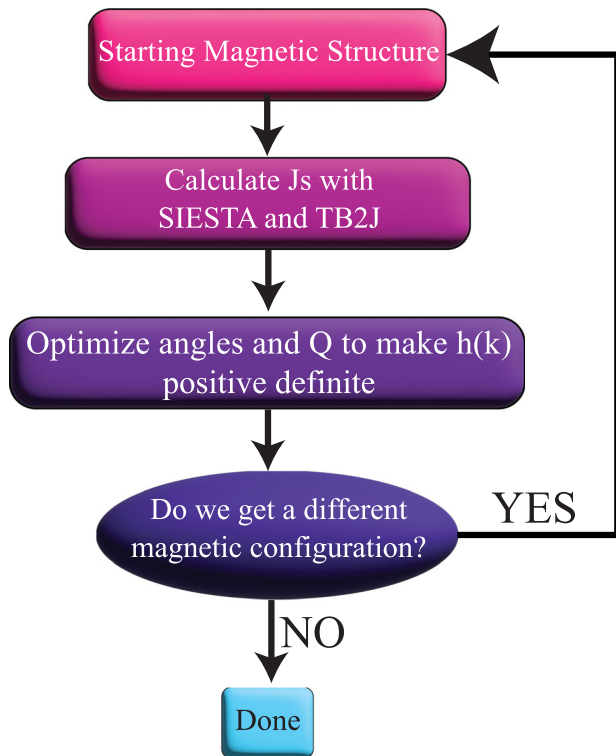 Starting Magnetic Structure
Calculate Js with
SIESTA and TB2J
Optimize angles and Q to make h(k)
positive definite
Do we get a different
magnetic configuration?
YES
NO
Done